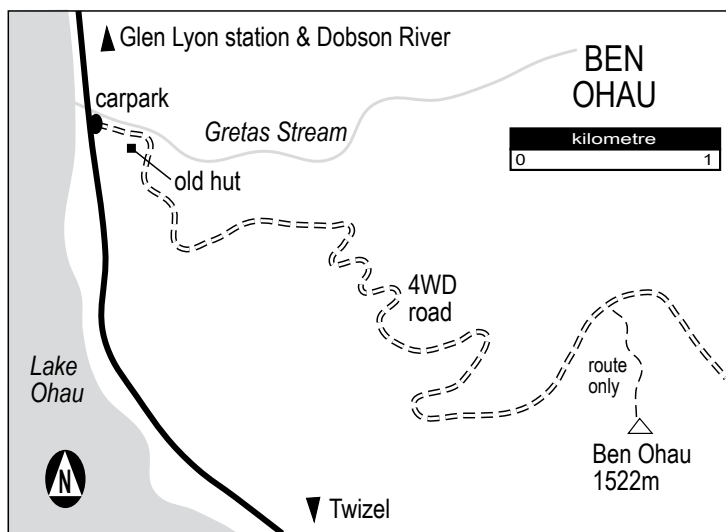 Glen Lyon station & Dobson River
BEN
OHAU
carpark
Gretas Stream
kilometre
0 1
old hut
4WD
road
Lake
Ohau
route
only
Ben Ohau
1522m
N
Twizel